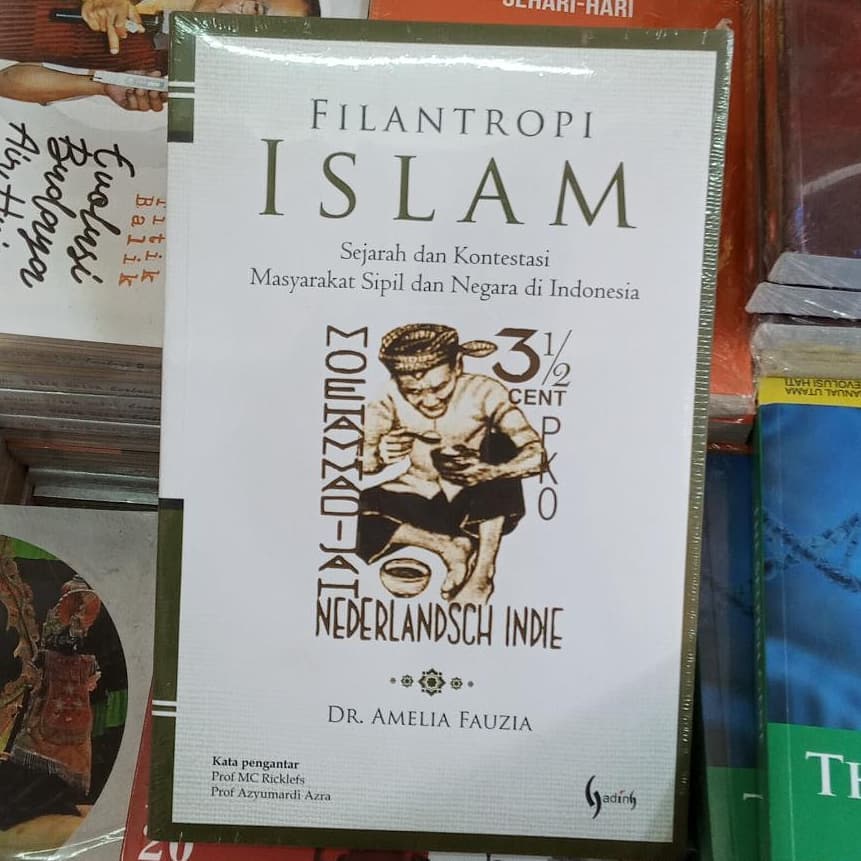 SEHARI-HARI
Evolusi
Budaya
Titik
Balik
FILANTROPI
ISLAM
Sejarah dan Kontestasi
Masyarakat Sipil dan Negara di Indonesia
MOEHAMMADIJAH
3 1/2
CENT
PKO
NEDERLANDSCH INDIE
DR. AMELIA FAUZIA
Kata pengantar
Prof MC Ricklefs
Prof Azyumardi Azra
Gading
20